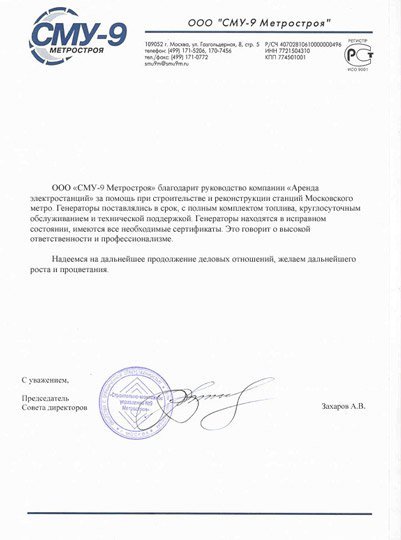 СМУ-9
МЕТРОСТРОЯ
ООО "СМУ-9 Метростроя"
109052 г. Москва, ул. Грайгольдерная, 8, стр. 5
телефон: (499) 171-5206, 170-7456
тел./факс: (499) 171-0772
smu9m@smu9m.ru
Р/СЧ 40702810610000000496
ИНН 7721504310
КПП 774501001
РЕГИСТР
ИСО 9001
ООО «СМУ-9 Метростроя» благодарит руководство компании «Аренда
электростанций» за помощь при строительстве и реконструкции станций Московского
метро. Генераторы поставлялись в срок, с полным комплектом топлива, круглосуточным
обслуживанием и технической поддержкой. Генераторы находятся в исправном
состоянии, имеются все необходимые сертификаты. Это говорит о высокой
ответственности и профессионализме.
Надеемся на дальнейшее продолжение деловых отношений, желаем дальнейшего
роста и процветания.
С уважением,
Председатель
Совета директоров
Захаров А.В.
управление №9
Метростроя»